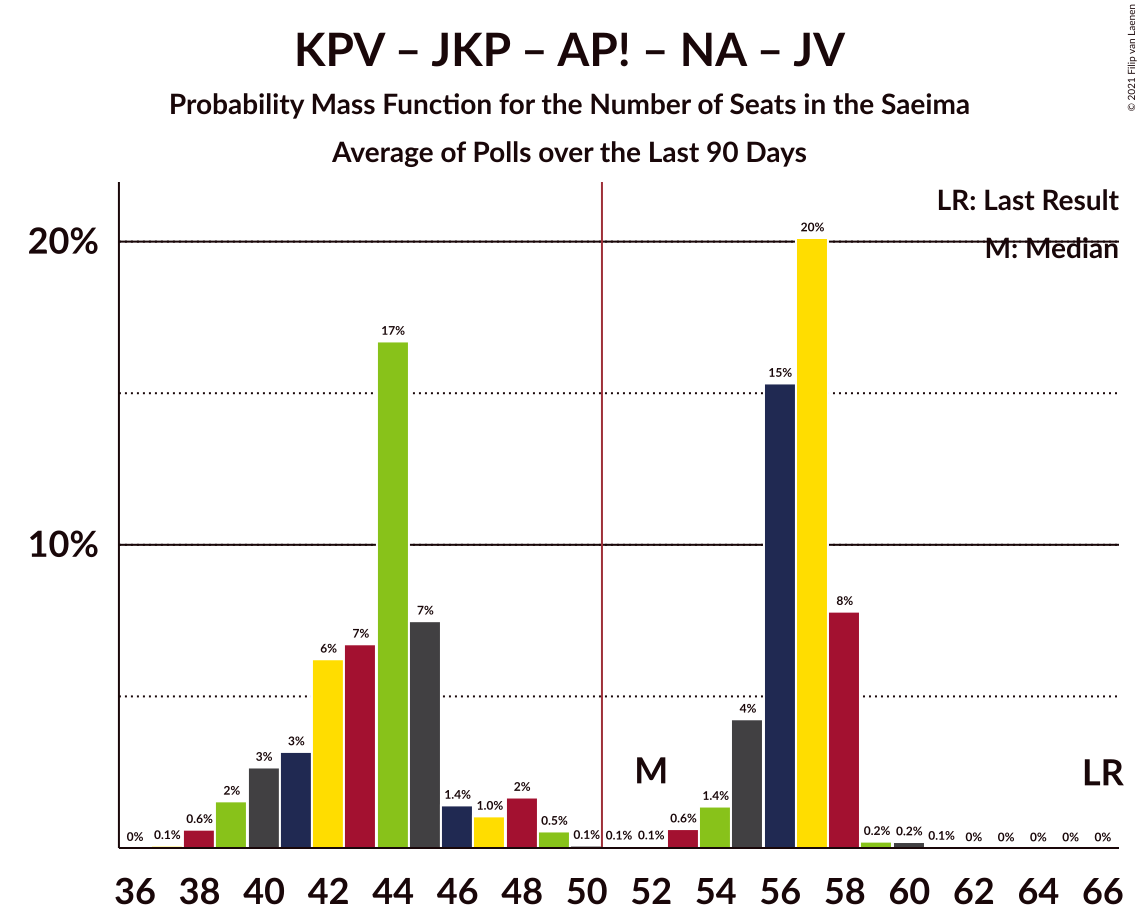 KPV – JKP – AP! – NA – JV
Probability Mass Function for the Number of Seats in the Saeima
Average of Polls over the Last 90 Days
© 2021 Filip van Laenen
LR: Last Result
M: Median
20%
10%
0% 0.1% 0.6% 2% 3% 3% 6% 7% 17% 7% 1.4% 1.0% 2% 0.5% 0.1% 0.1% 0.1% 0.6% 1.4% 4% 15% 20% 8% 0.2% 0.2% 0.1% 0% 0% 0% 0% 0%
M
LR
36 38 40 42 44 46 48 50 52 54 56 58 60 62 64 66